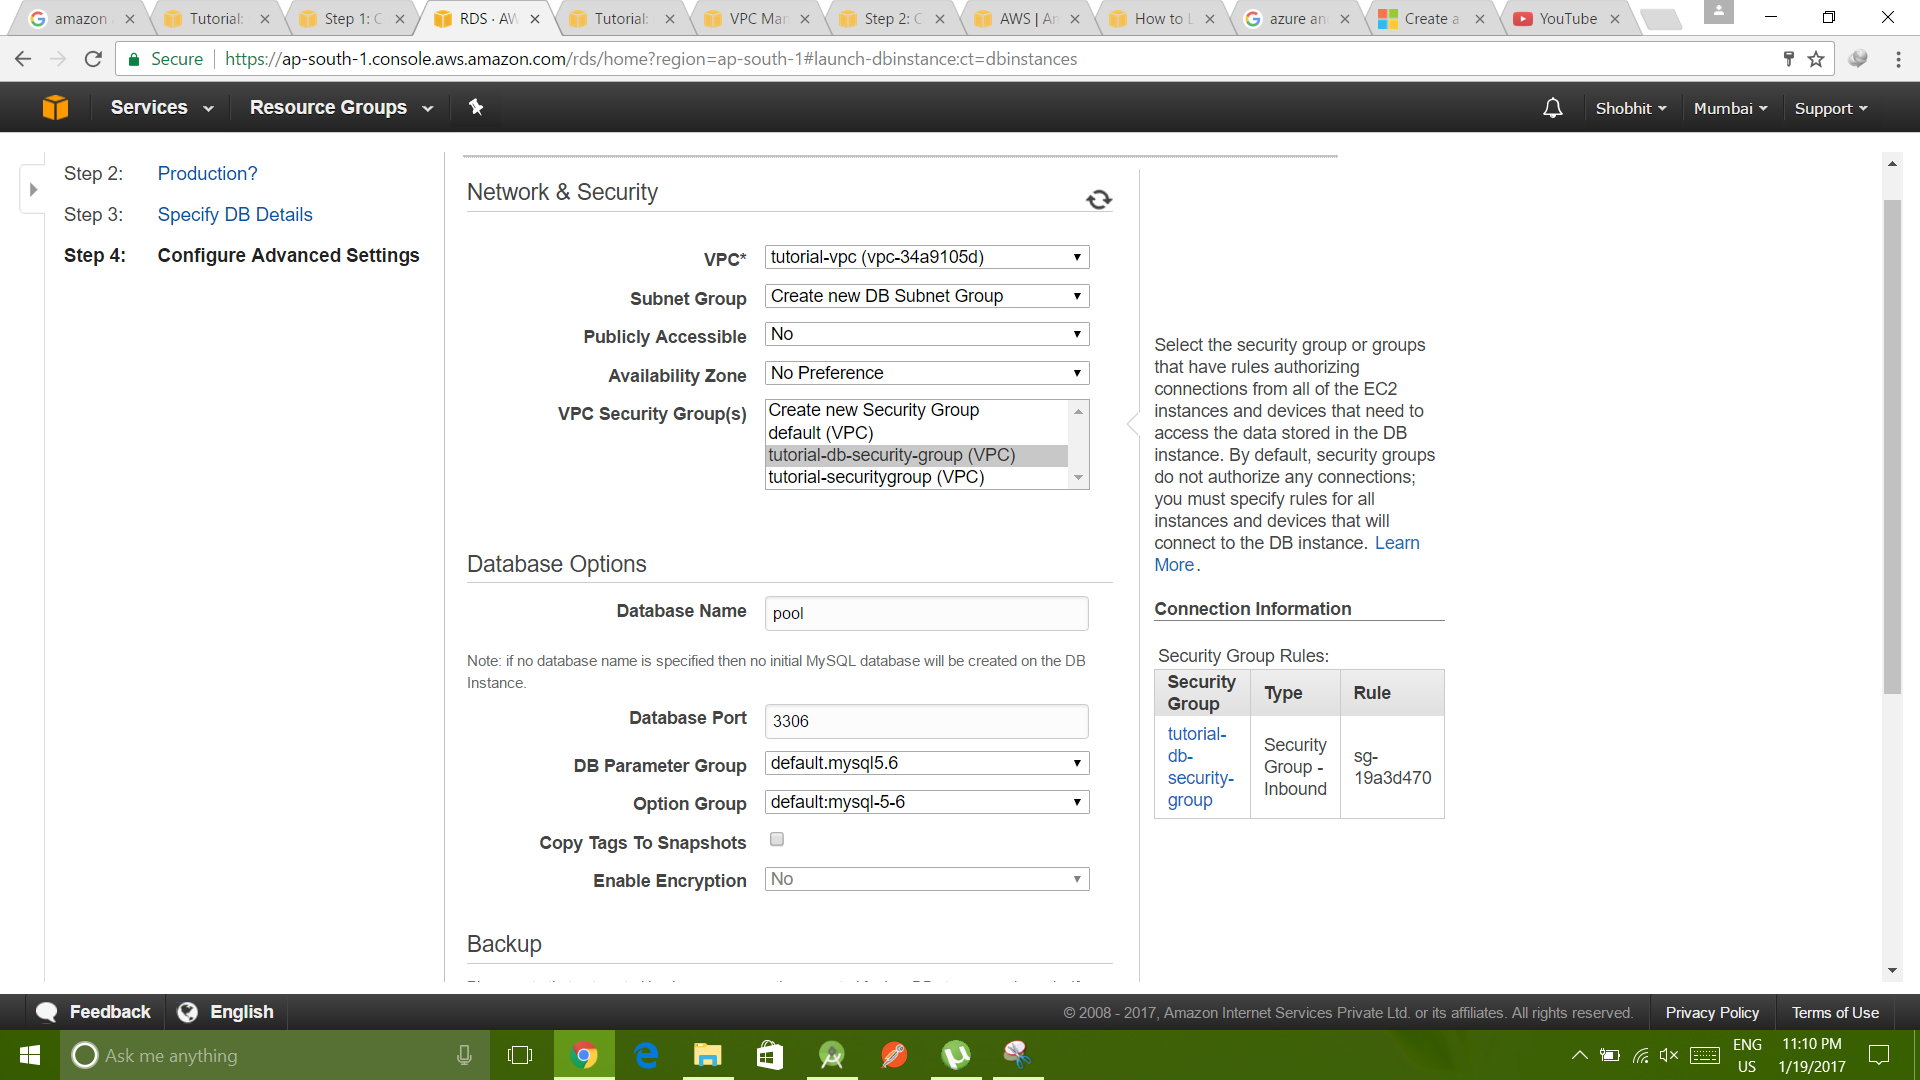 amazon
Tutorial:
Step 1: C
RDS · AW
Tutorial:
VPC Mar
Step 2: C
AWS | An
How to L
azure an
Create a
YouTube
Secure
https://ap-south-1.console.aws.amazon.com/rds/home?region=ap-south-1#launch-dbinstance:ct=dbinstances
Services
Resource Groups
Shobhit
Mumbai
Support
Step 2: Production?
Step 3: Specify DB Details
Step 4: Configure Advanced Settings
Network & Security
VPC* tutorial-vpc (vpc-34a9105d)
Subnet Group Create new DB Subnet Group
Publicly Accessible No
Availability Zone No Preference
VPC Security Group(s)
Create new Security Group
default (VPC)
tutorial-db-security-group (VPC)
tutorial-securitygroup (VPC)
Database Options
Database Name pool
Note: if no database name is specified then no initial MySQL database will be created on the DB
Instance.
Database Port 3306
DB Parameter Group default.mysql5.6
Option Group default:mysql-5-6
Copy Tags To Snapshots
Enable Encryption No
Backup
Select the security group or groups
that have rules authorizing
connections from all of the EC2
instances and devices that need to
access the data stored in the DB
instance. By default, security groups
do not authorize any connections;
you must specify rules for all
instances and devices that will
connect to the DB instance. Learn
More.
Connection Information
Security Group Rules:
Security
Group
Type
Rule
tutorial-
db-
security-
group
Security
Group -
Inbound
sg-
19a3d470
Feedback
English
© 2008 - 2017, Amazon Internet Services Private Ltd. or its affiliates. All rights reserved.
Privacy Policy
Terms of Use
Ask me anything
ENG
US
11:10 PM
1/19/2017